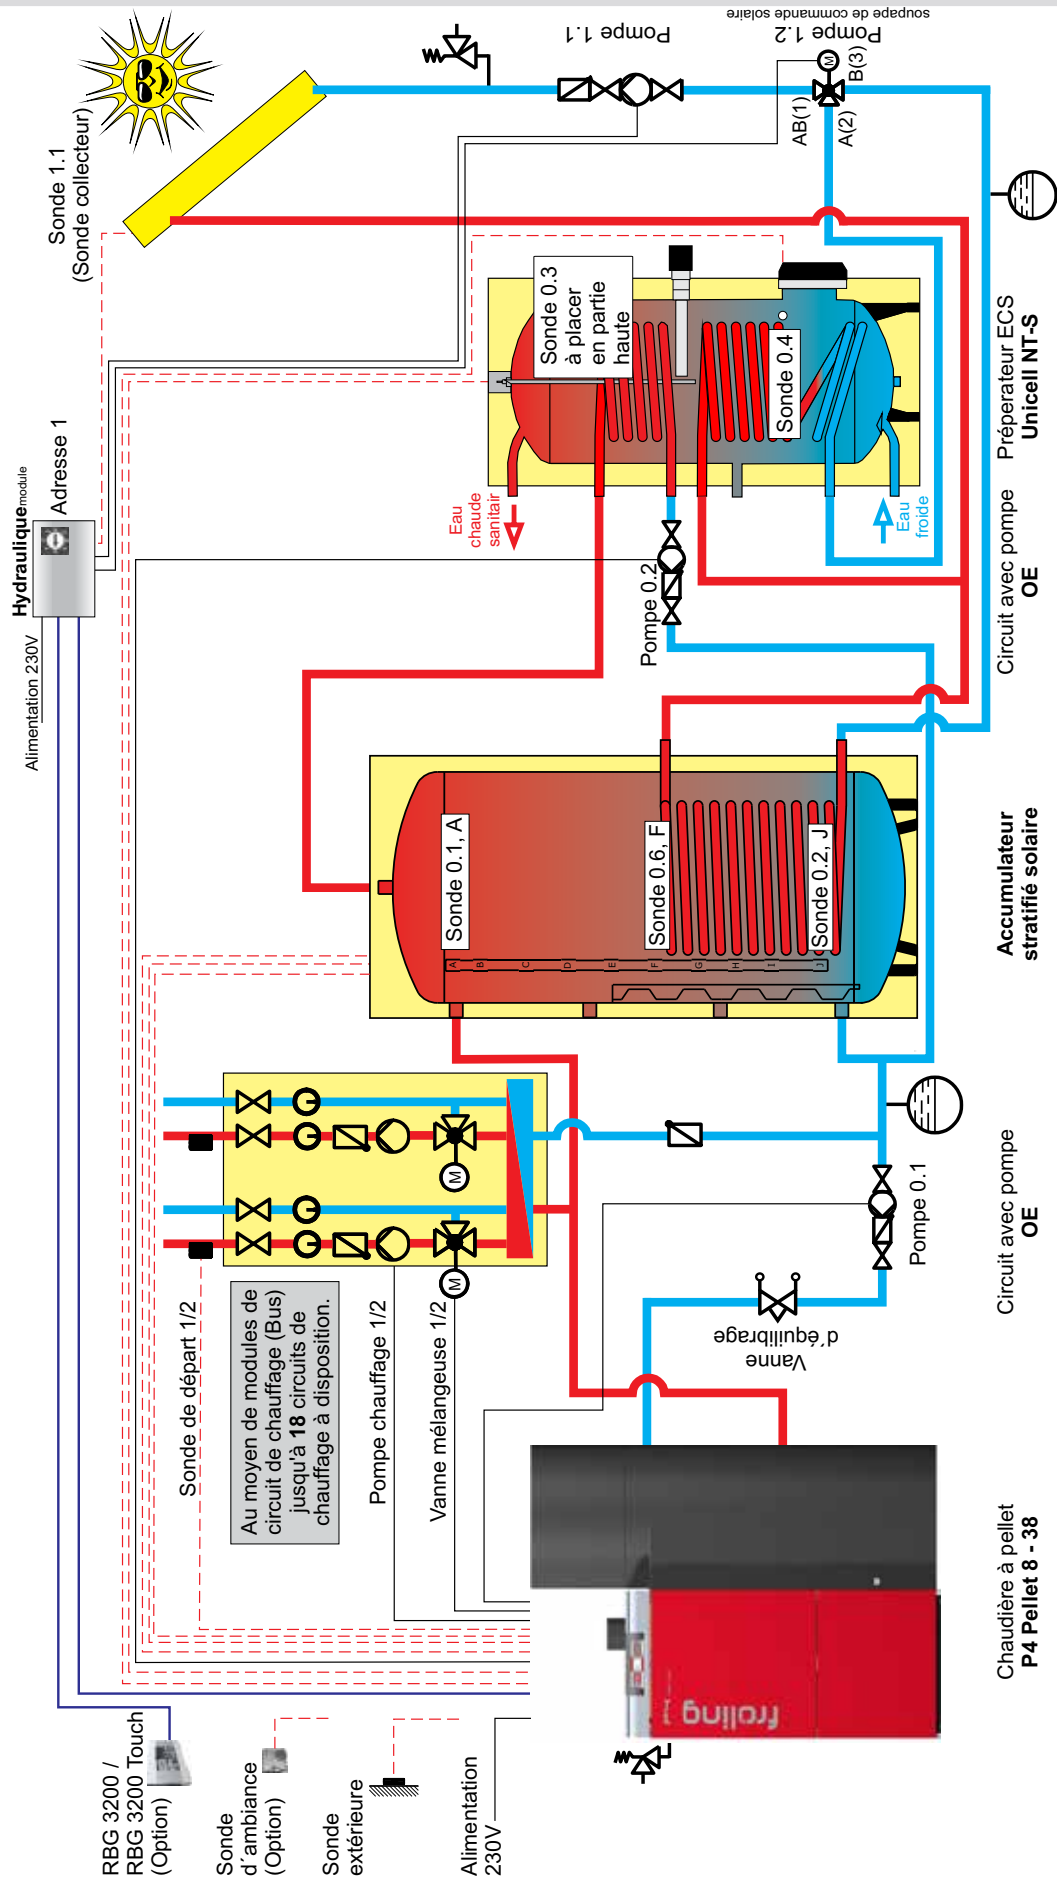 RBG 3200 /
RBG 3200 Touch
(Option)
Sonde
d´ambiance
(Option)
Sonde
extérieure
Alimentation
230V
Alimentation 230V
Hydraulique module
Adresse 1
Sonde 1.1
(Sonde collecteur)
Sonde de départ 1/2
Au moyen de modules de
circuit de chauffage (Bus)
jusqu'à 18 circuits de
chauffage à disposition.
Pompe chauffage 1/2
Vanne mélangeuse 1/2
M
M
Vanne
d´équilibrage
Pompe 0.1
Sonde 0.1, A
Sonde 0.6, F
Sonde 0.2, J
A
B
C
D
E
F
G
H
I
J
Eau
chaude
sanitair
Eau
froide
Pompe 0.2
Sonde 0.3
à placer
en partie
haute
Sonde 0.4
Pompe 1.1
Pompe 1.2
soupape de commande solaire
M
AB(1)
A(2)
B(3)
froling
Chaudière à pellet
P4 Pellet 8 - 38
Circuit avec pompe
OE
Accumulateur
stratifié solaire
Circuit avec pompe
OE
Préperateur ECS
Unicell NT-S